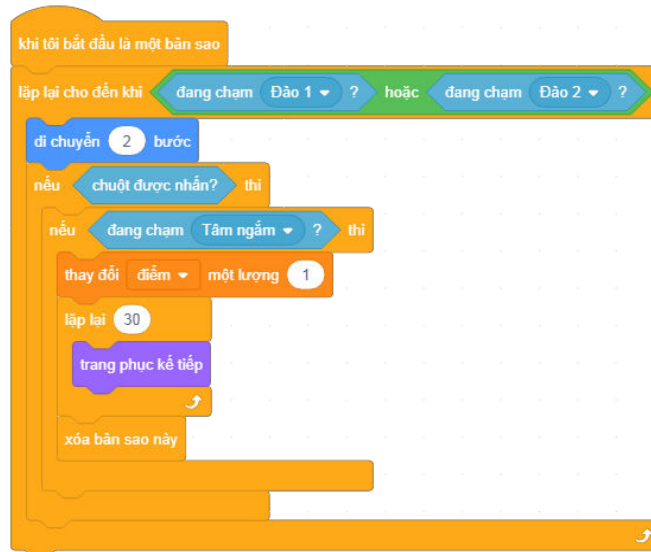 khi tôi bắt đầu là một bản sao
lặp lại cho đến khi đang chạm Đảo 1 ? hoặc đang chạm Đảo 2 ?
di chuyển 2 bước
nếu chuột được nhấn? thì
nếu đang chạm Tâm ngắm ? thì
thay đổi điểm một lượng 1
lặp lại 30
trang phục kế tiếp
xóa bản sao này